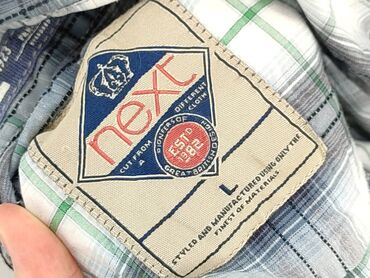 next
CUT FROM A DIFFERENT CLOTH
PIONEERS OF
GREAT BRITISH DESIGN
ESTD
1982
L
STYLED AND MANUFACTURED USING ONLY THE
FINEST OF MATERIALS